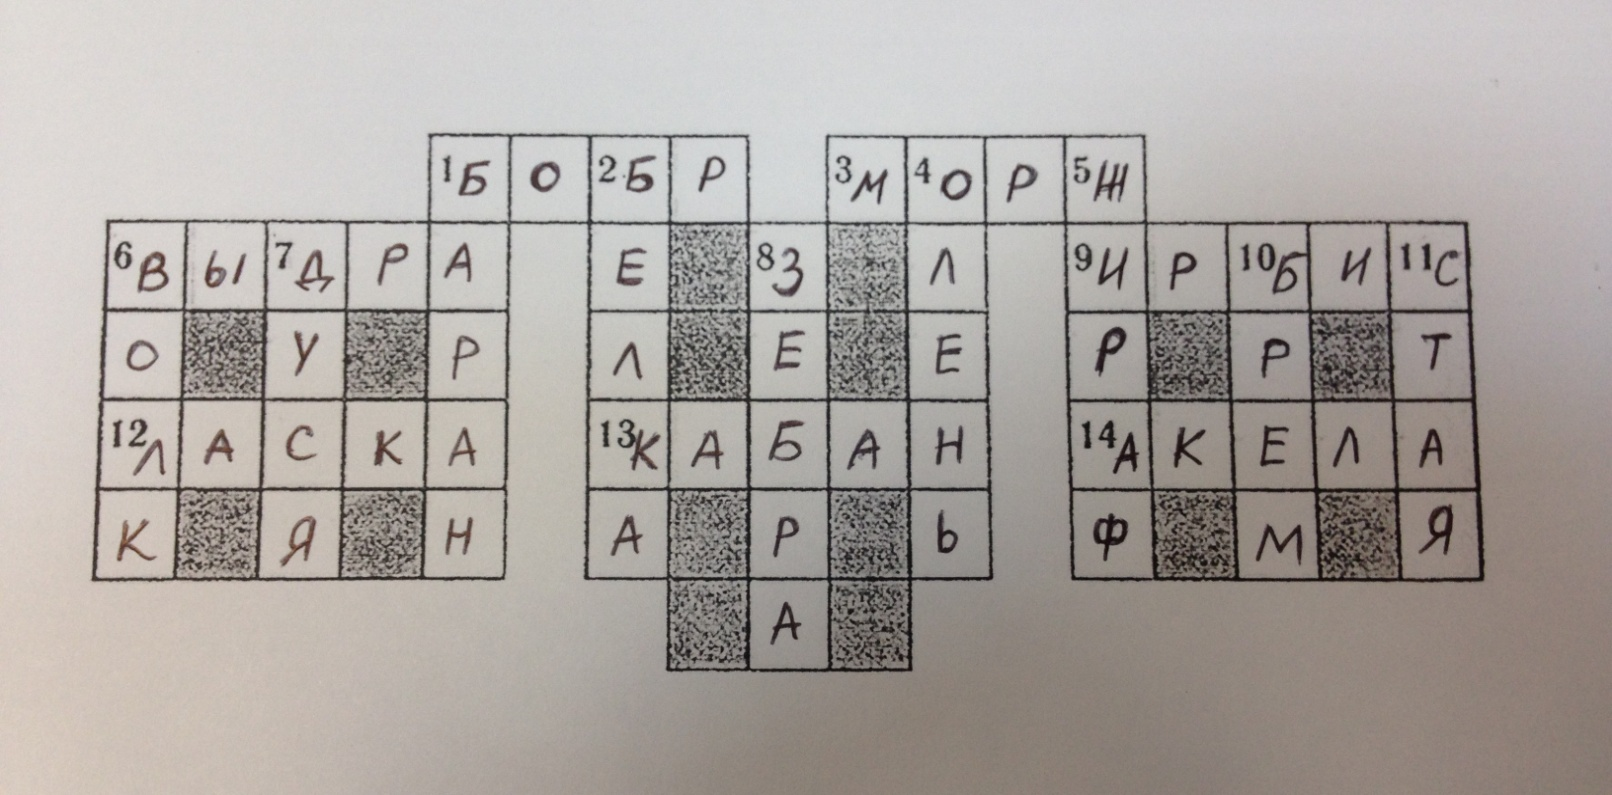 1Б О 2Б Р 3М 4О Р 5Ж
6В Ы 7Д Р А Е 8З Л 9И Р 10Б И 11С
О У Р Л Е Е Р Р Т
12Л А С К А 13К А Б А Н 14А К Е Л А
К Я Н А Р Ь Ф М Я
А